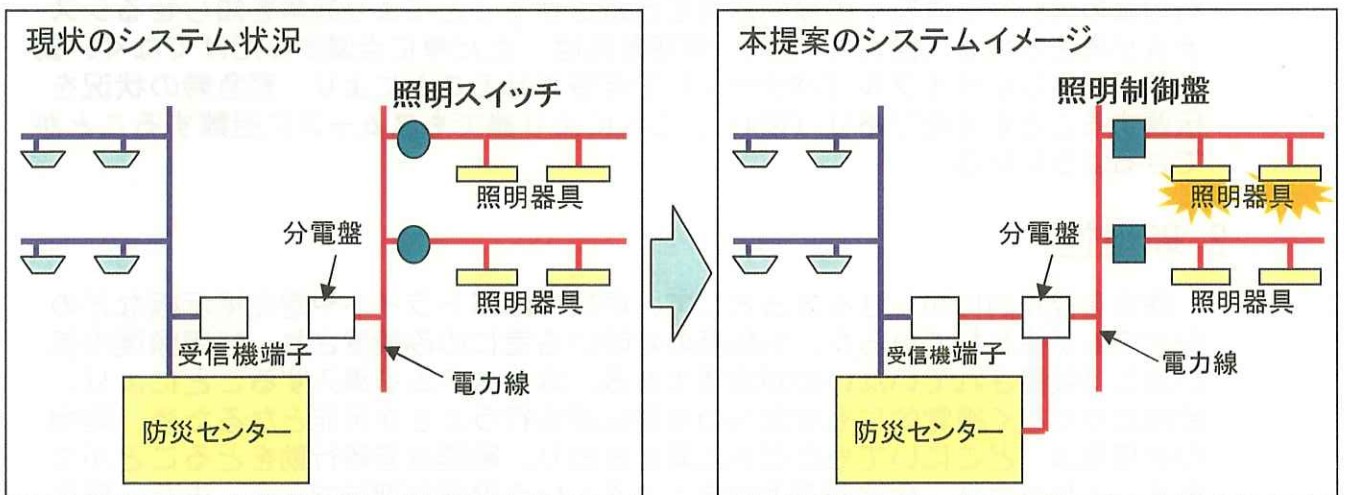 現状のシステム状況
照明スイッチ
照明器具
分電盤
照明器具
受信機端子
電力線
防災センター
本提案のシステムイメージ
照明制御盤
照明器具
分電盤
照明器具
受信機端子
電力線
防災センター